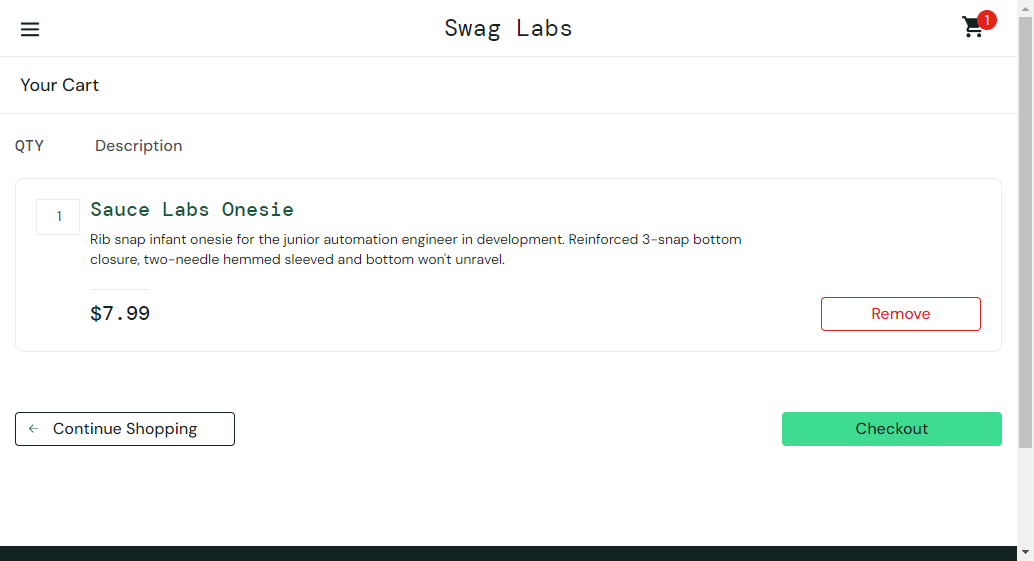 Swag Labs
1
Your Cart
QTY
Description
1
Sauce Labs Onesie
Rib snap infant onesie for the junior automation engineer in development. Reinforced 3-snap bottom
closure, two-needle hemmed sleeved and bottom won't unravel.
$7.99
Remove
Continue Shopping
Checkout